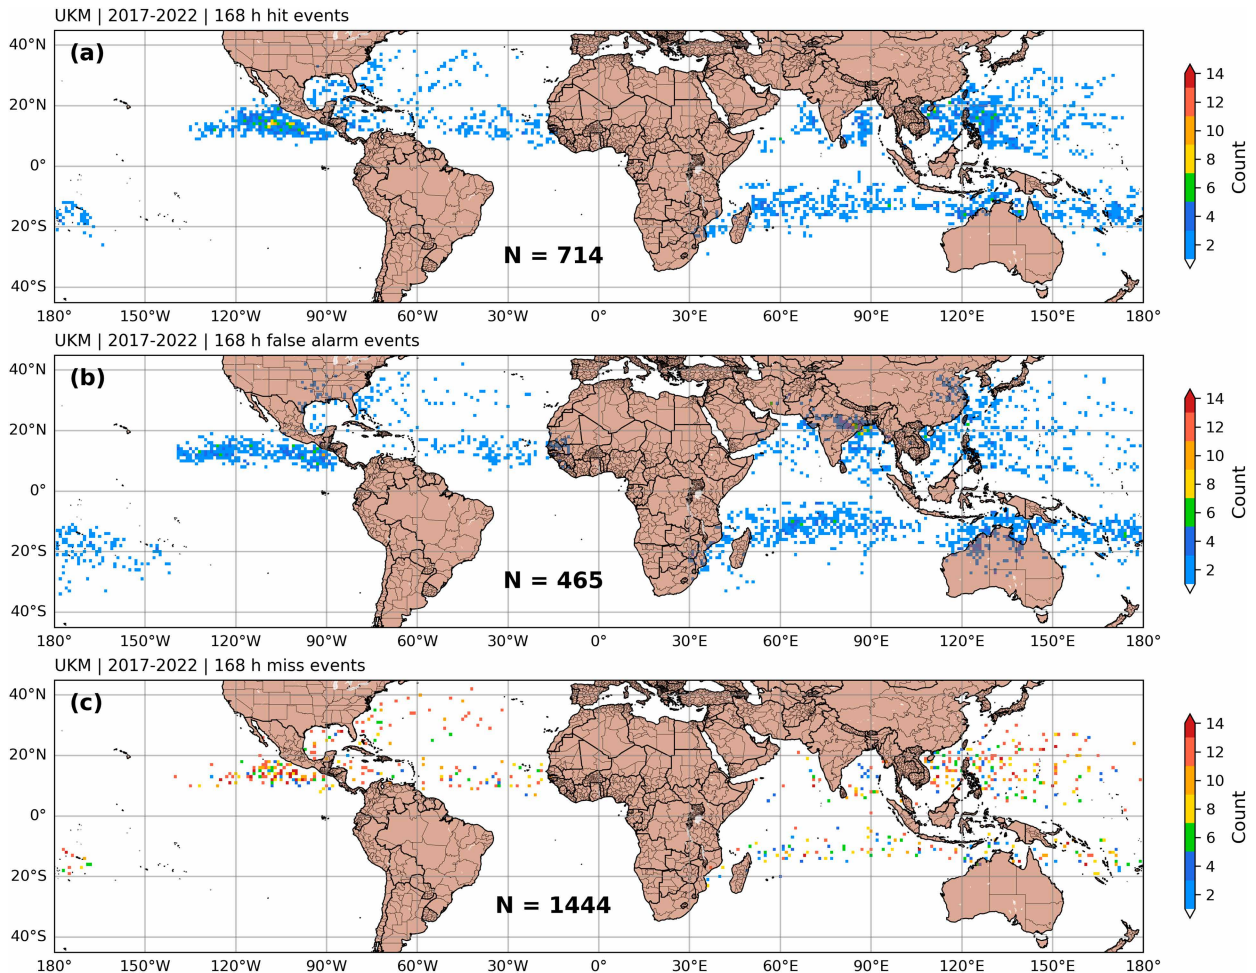 UKM | 2017-2022 | 168 h hit events
(a)
40°N
20°N
0°
20°S
40°S
N = 714
180° 150°W 120°W 90°W 60°W 30°W 0° 30°E 60°E 90°E 120°E 150°E 180°
14
12
10
8
6
4
2
Count
UKM | 2017-2022 | 168 h false alarm events
(b)
40°N
20°N
0°
20°S
40°S
N = 465
180° 150°W 120°W 90°W 60°W 30°W 0° 30°E 60°E 90°E 120°E 150°E 180°
14
12
10
8
6
4
2
Count
UKM | 2017-2022 | 168 h miss events
(c)
40°N
20°N
0°
20°S
40°S
N = 1444
180° 150°W 120°W 90°W 60°W 30°W 0° 30°E 60°E 90°E 120°E 150°E 180°
14
12
10
8
6
4
2
Count